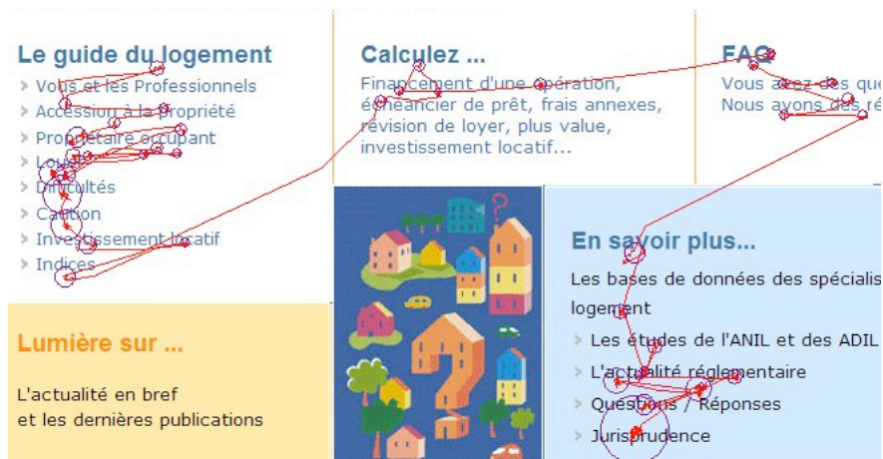 Le guide du logement
> Vous et les Professionnels
> Accession à la propriété
> Propriétaire occupant
> Louer
> Difficultés
> Caution
> Investissement locatif
> Indices
Calculez ...
Financement d'une opération,
échéancier de prêt, frais annexes,
révision de loyer, plus value,
investissement locatif...
FAQ
Vous avez des que
Nous avons des ré
?
Lumière sur ...
L'actualité en bref
et les dernières publications
En savoir plus...
Les bases de données des spécialis
logement
> Les études de l'ANIL et des ADIL
> L'actualité réglementaire
> Questions / Réponses
> Jurisprudence